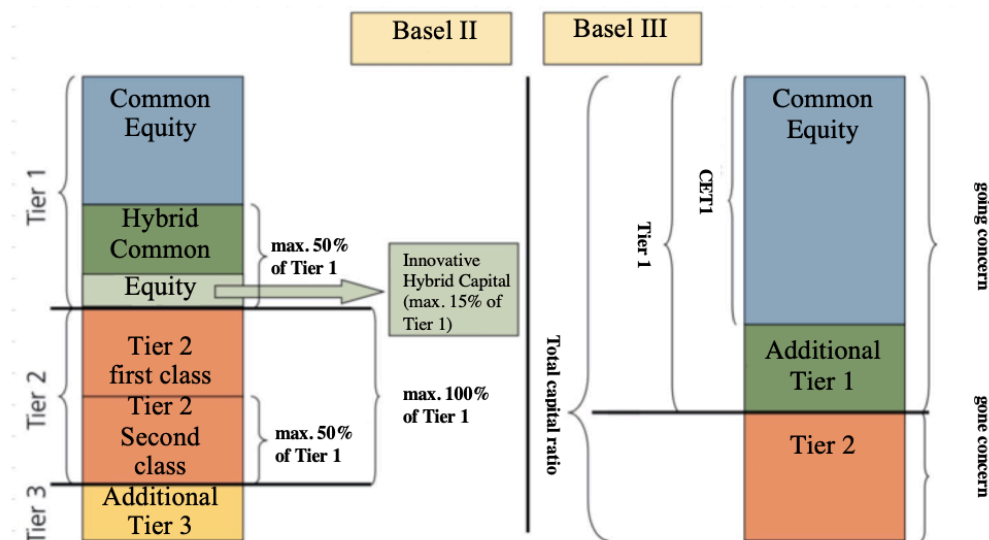 Basel II
Basel III
Tier 1
Common
Equity
Hybrid
Common
Equity
max. 50%
of Tier 1
Innovative
Hybrid Capital
(max. 15% of
Tier 1)
Tier 2
Tier 2
first class
Tier 2
Second
class
max. 50%
of Tier 1
max. 100%
of Tier 1
Tier 3
Additional
Tier 3
Total capital ratio
Tier 1
CET1
Common
Equity
Additional
Tier 1
Tier 2
going concern
gone concern